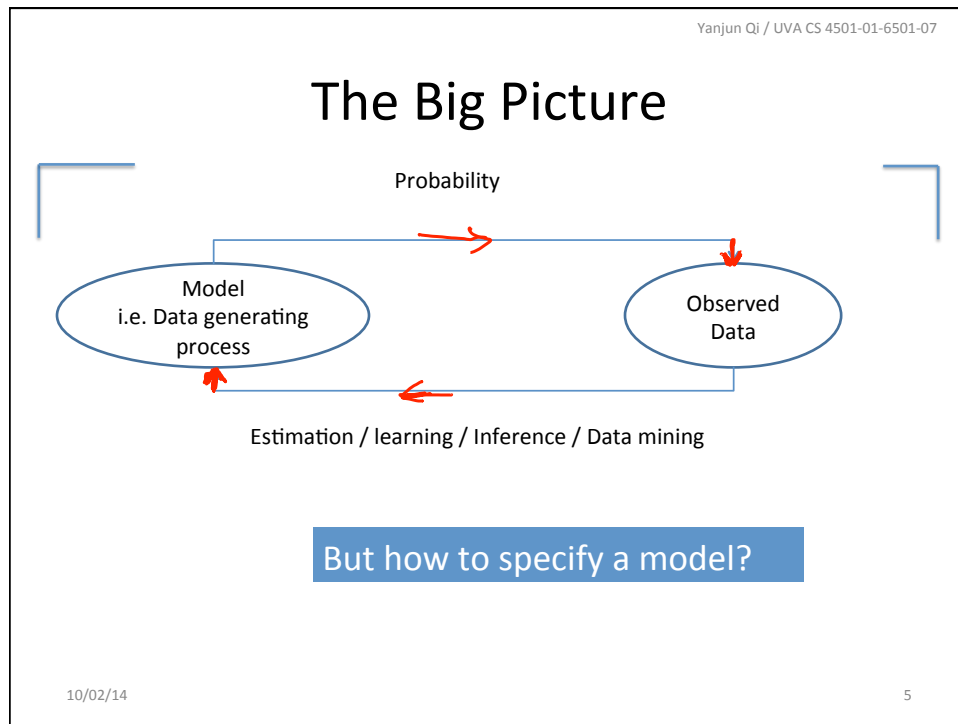 Yanjun Qi / UVA CS 4501-01-6501-07
The Big Picture
Probability
Model
i.e. Data generating
process
Observed
Data
Estimation / learning / Inference / Data mining
But how to specify a model?
10/02/14
5